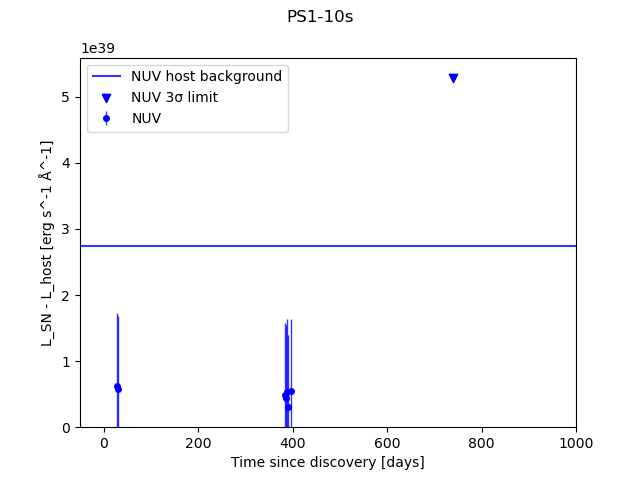 PS1-10s
1e39
NUV host background
NUV 3σ limit
NUV
L_SN - L_host [erg s^-1 Å^-1]
5
4
3
2
1
0
0 200 400 600 800 1000
Time since discovery [days]